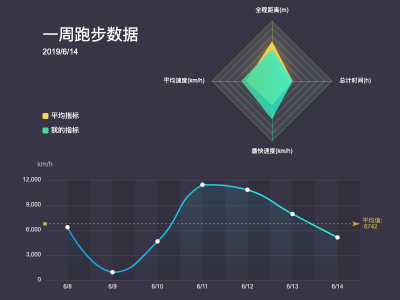 一周跑步数据
2019/6/14
平均指标
我的指标
全程距离(m)
平均速度(km/h)
总计时间(h)
最快速度(km/h)
km/h
12,000
9,000
6,000
3,000
0
平均值:
6742
6/8 6/9 6/10 6/11 6/12 6/13 6/14